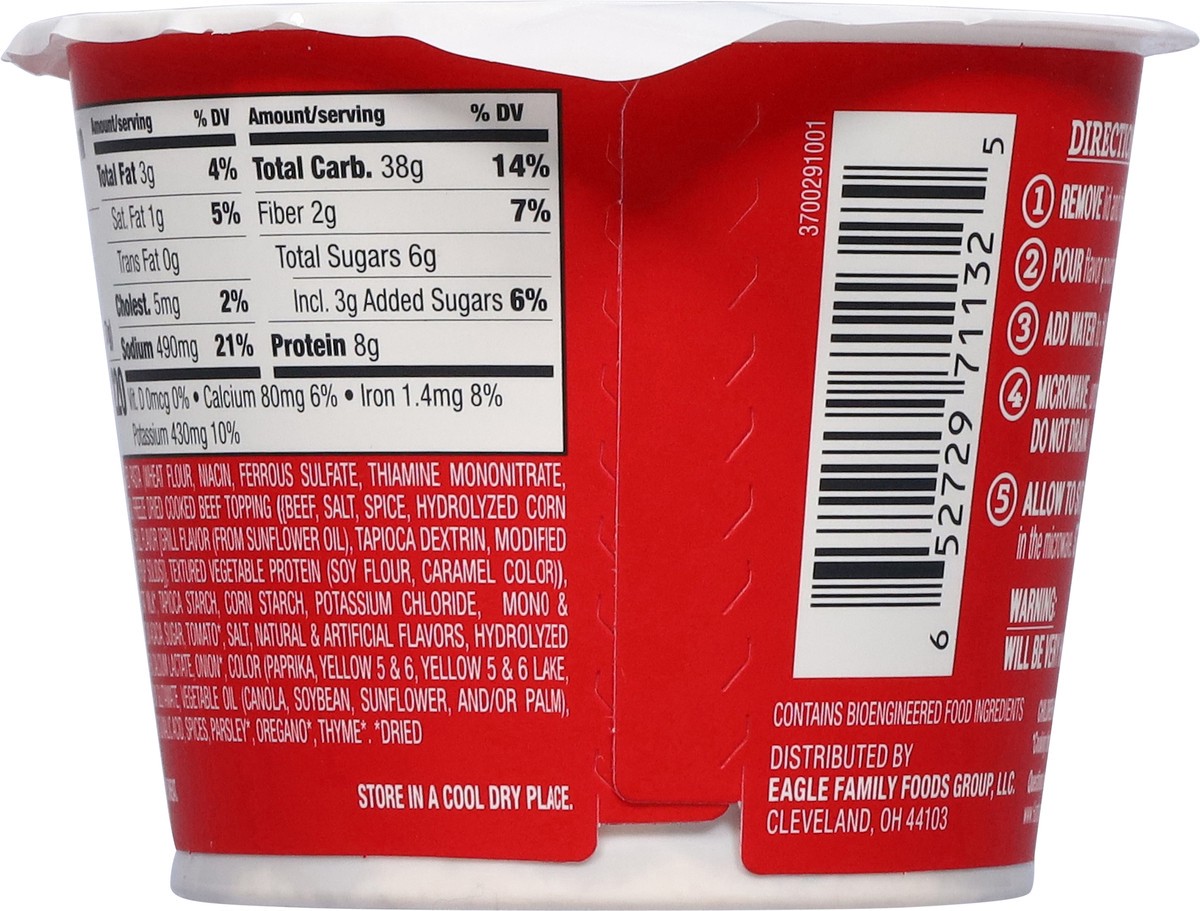 Amount/serving % DV Amount/serving % DV
Total Fat 3g 4% Total Carb. 38g 14%
Sat. Fat 1g 5% Fiber 2g 7%
Trans Fat 0g Total Sugars 6g
Cholest. 5mg 2% Incl. 3g Added Sugars 6%
Sodium 490mg 21% Protein 8g
Vit. D 0mcg 0% • Calcium 80mg 6% • Iron 1.4mg 8%
Potassium 430mg 10%
WHEAT FLOUR, NIACIN, FERROUS SULFATE, THIAMINE MONONITRATE,
DRIED COOKED BEEF TOPPING ((BEEF, SALT, SPICE, HYDROLYZED CORN
(GRILL FLAVOR (FROM SUNFLOWER OIL), TAPIOCA DEXTRIN, MODIFIED
TEXTURED VEGETABLE PROTEIN (SOY FLOUR, CARAMEL COLOR)),
TAPIOCA STARCH, CORN STARCH, POTASSIUM CHLORIDE, MONO &
SUGAR, TOMATO*, SALT, NATURAL & ARTIFICIAL FLAVORS, HYDROLYZED
LACTATE, ONION*, COLOR (PAPRIKA, YELLOW 5 & 6, YELLOW 5 & 6 LAKE,
VEGETABLE OIL (CANOLA, SOYBEAN, SUNFLOWER, AND/OR PALM),
ACID, SPICES, PARSLEY*, OREGANO*, THYME*. *DRIED
STORE IN A COOL DRY PLACE.
3700291001
6 52729 71132 5
CONTAINS BIOENGINEERED FOOD INGREDIENTS
DISTRIBUTED BY
EAGLE FAMILY FOODS GROUP, LLC.
CLEVELAND, OH 44103
1 REMOVE lid
2 POUR flavor
3 ADD WATER
4 MICROWAVE,
DO NOT DRAIN.
5 ALLOW TO
in the microwave.
WARNING:
WILL BE